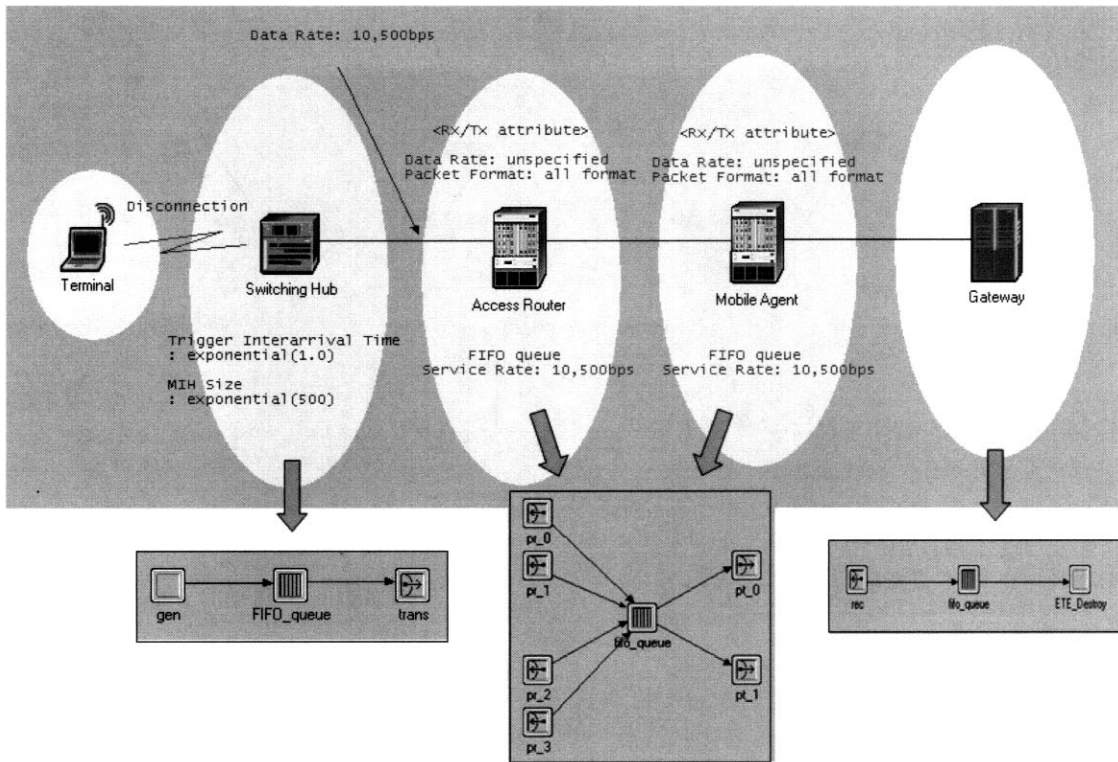 Data Rate: 10,500bps
<Rx/Tx attribute>
Data Rate: unspecified
Packet Format: all format
<Rx/Tx attribute>
Data Rate: unspecified
Packet Format: all format
Disconnection
Terminal
Switching Hub
Access Router
Mobile Agent
Gateway
Trigger Interarrival Time
: exponential(1.0)
MIH Size
: exponential(500)
FIFO queue
Service Rate: 10,500bps
FIFO queue
Service Rate: 10,500bps
gen
FIFO_queue
trans
pr_0
pr_1
pr_2
pr_3
fifo_queue
pt_0
pt_1
rec
fifo_queue
ETE_Destroy